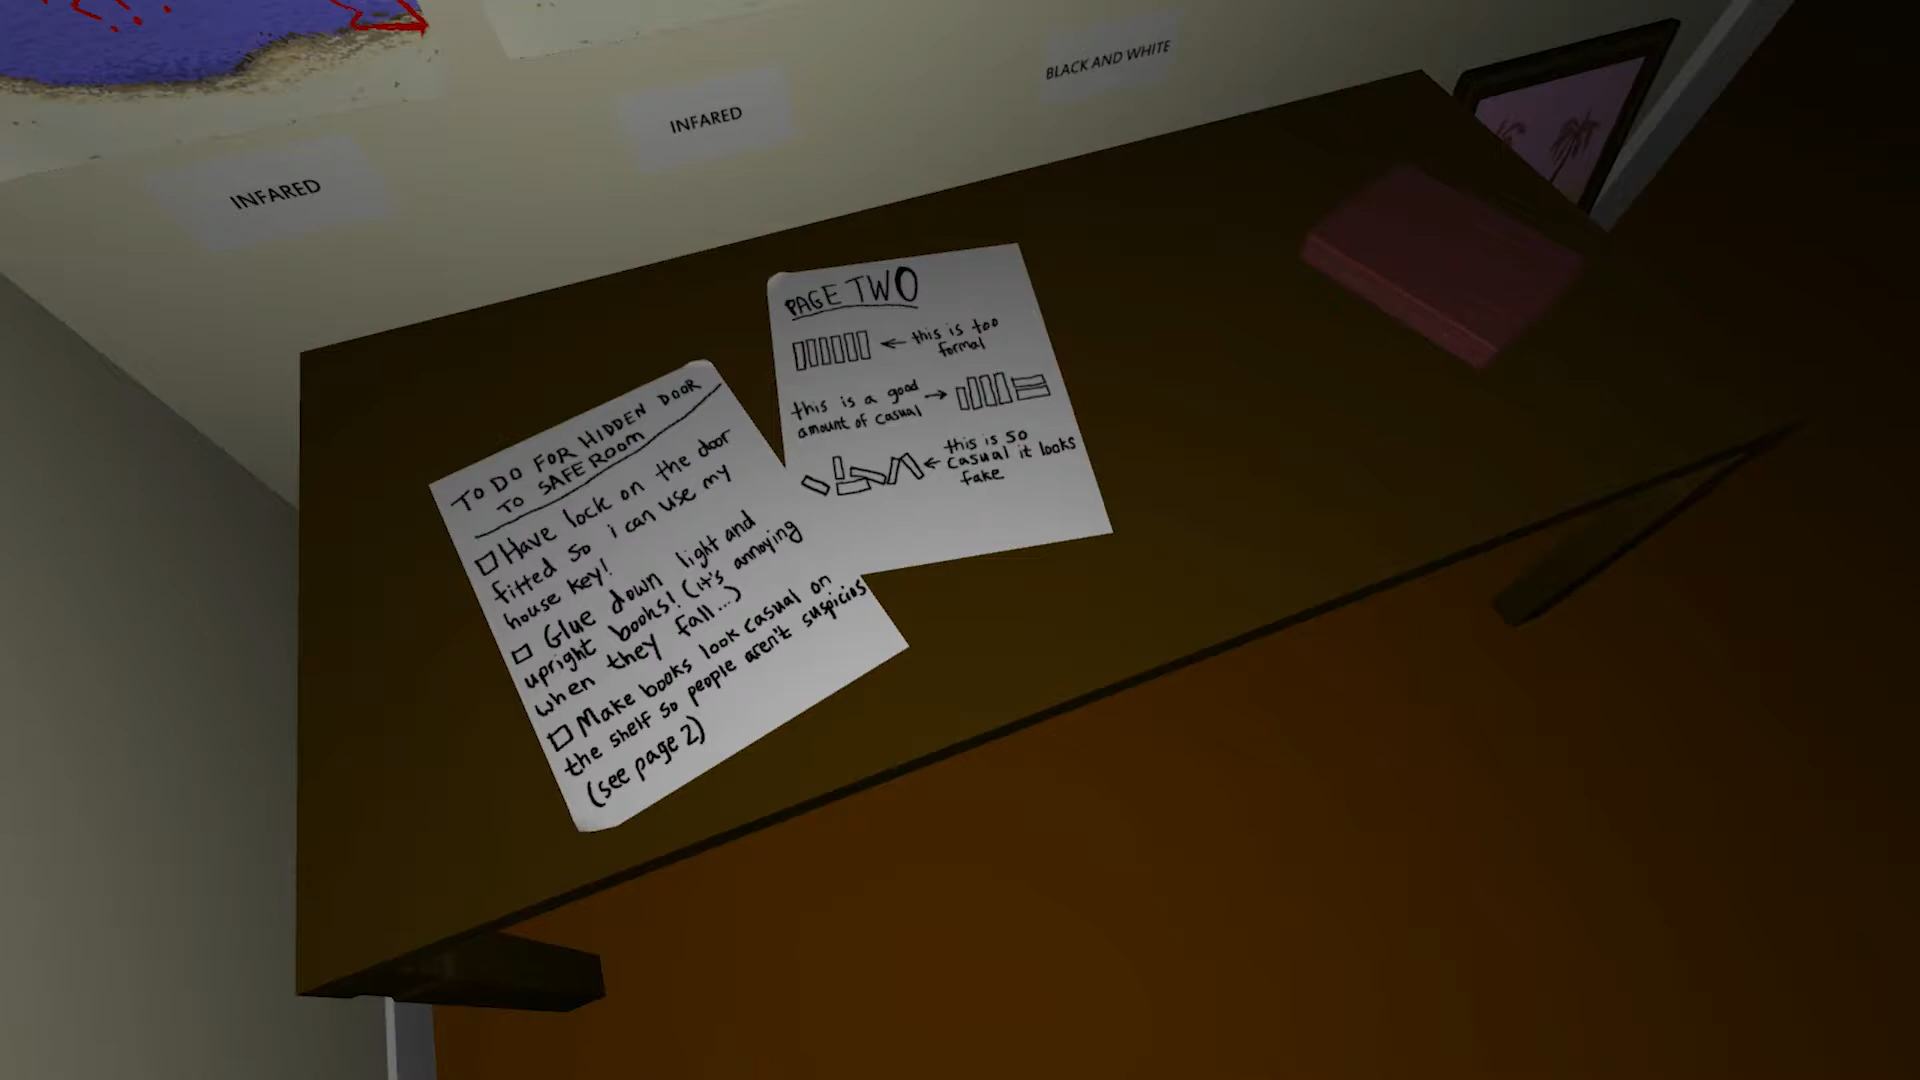 BLACK AND WHITE
INFARED
INFARED
PAGE TWO
this is too
formal
this is a good
amount of casual
this is so
casual it looks
fake
TO DO FOR HIDDEN DOOR
TO SAFE ROOM
Have lock on the door
fitted so i can use my
house key!
Glue down light and
upright books! (it's annoying
when they fall...)
Make books look casual on
the shelf so people aren't suspicios
(see page 2)